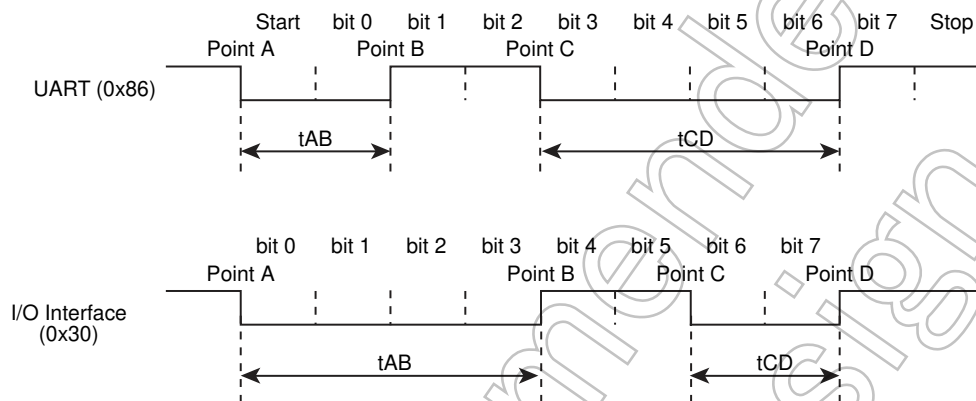 Start bit 0 bit 1 bit 2 bit 3 bit 4 bit 5 bit 6 bit 7 Stop
Point A Point B Point C Point D
UART (0x86)
tAB tCD
bit 0 bit 1 bit 2 bit 3 bit 4 bit 5 bit 6 bit 7
Point A Point B Point C Point D
I/O Interface
(0x30)
tAB tCD